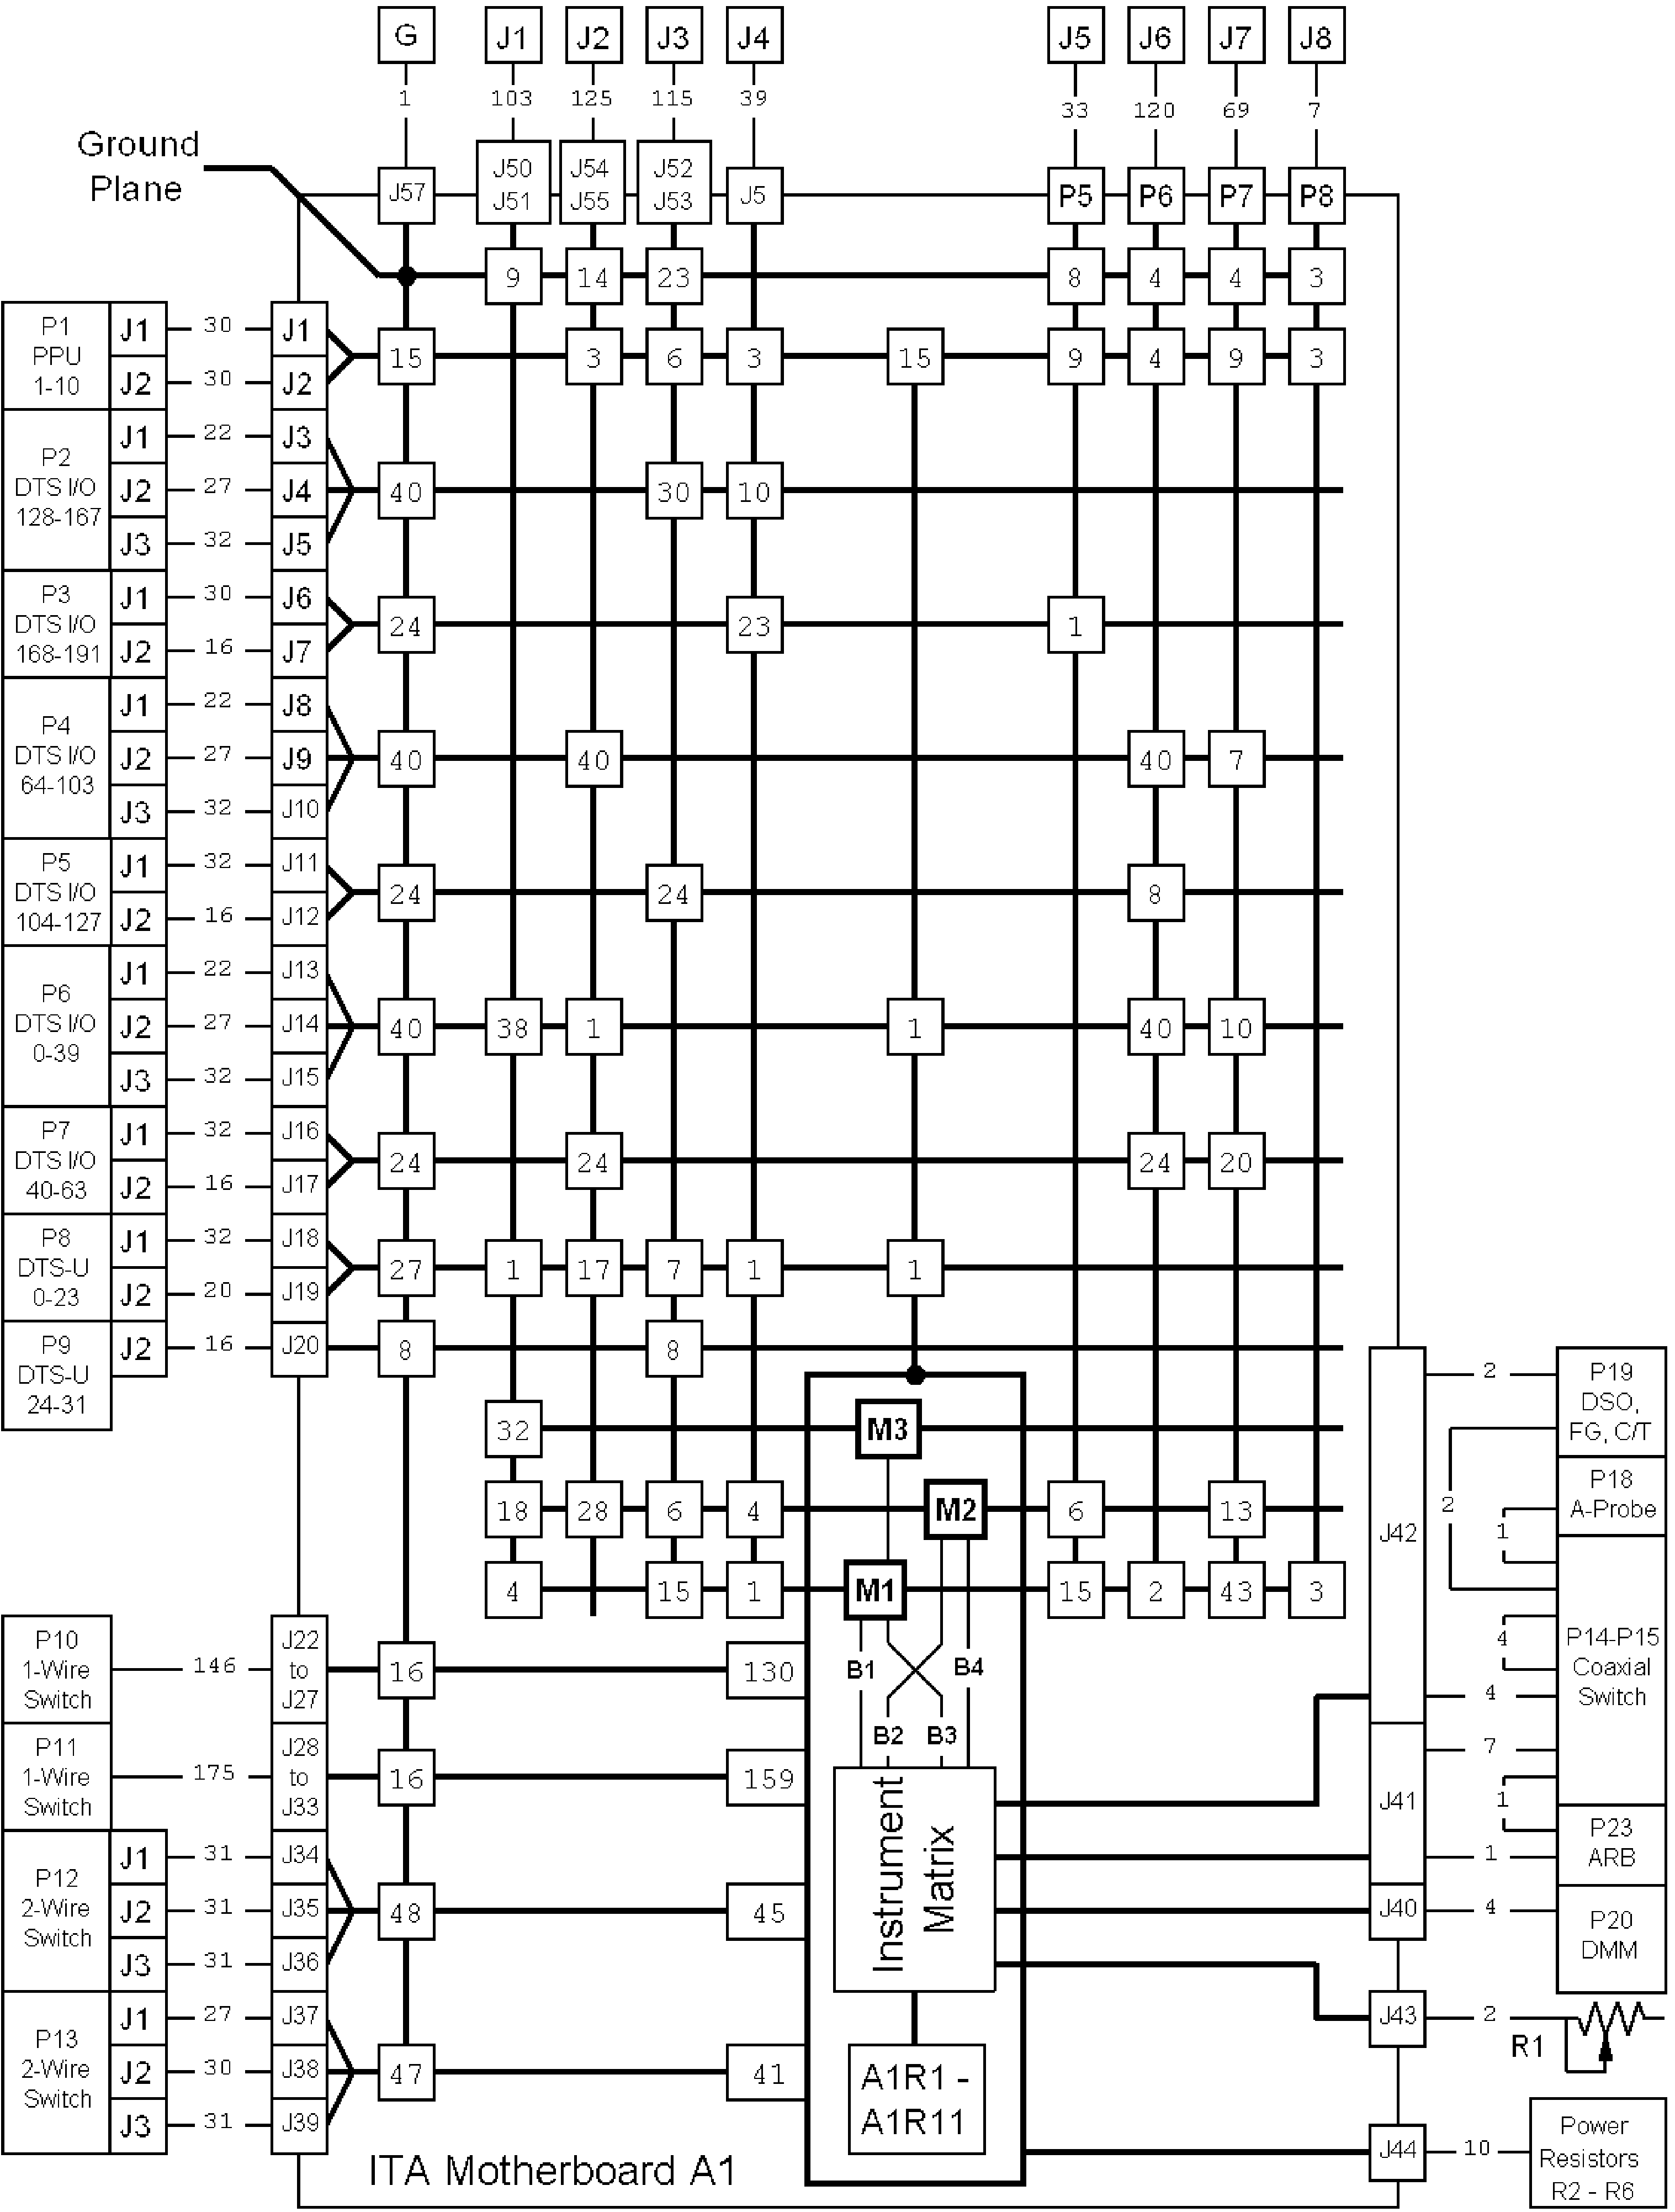 G J1 J2 J3 J4 J5 J6 J7 J8
1 103 125 115 39 33 120 69 7
Ground
Plane
J57 J50 J54 J52 J5 P5 P6 P7 P8
J51 J55 J53
9 14 23 8 4 4 3
P1 J1 30 J1
PPU 15 3 6 3 15 9 4 9 3
1-10 J2 30 J2
P2 J1 22 J3
DTS I/O J2 27 J4 40 30 10
128-167 J3 32 J5
P3 J1 30 J6
DTS I/O 24 23 1
168-191 J2 16 J7
P4 J1 22 J8
DTS I/O J2 27 J9 40 40 40 7
64-103 J3 32 J10
P5 J1 32 J11
DTS I/O 24 24 8
104-127 J2 16 J12
P6 J1 22 J13
DTS I/O J2 27 J14 40 38 1 1 40 10
0-39 J3 32 J15
P7 J1 32 J16
DTS I/O 24 24 24 20
40-63 J2 16 J17
P8 J1 32 J18
DTS-U 27 1 17 7 1 1
0-23 J2 20 J19
P9 J2 16 J20 8 8
DTS-U
24-31
32 M3
18 28 6 4 M2 6 13
4 15 1 M1 15 2 43 3
B1 B4
B2 B3
P10 J22
1-Wire 146 to 16 130
Switch J27
P11 J28
1-Wire 175 to 16 159
Switch J33
P12 J1 31 J34
2-Wire J2 31 J35 48 45
Switch J3 31 J36
P13 J1 27 J37
2-Wire J2 30 J38 47 41
Switch J3 31 J39
Instrument
Matrix
A1R1 -
A1R11
ITA Motherboard A1
J42 2 P19
DSO,
FG, C/T
2
P18
A-Probe
1
4 P14-P15
Coaxial
4 Switch
J41 7
1 P23
1 ARB
J40 4 P20
DMM
J43 2 R1
J44 10 Power
Resistors
R2 - R6